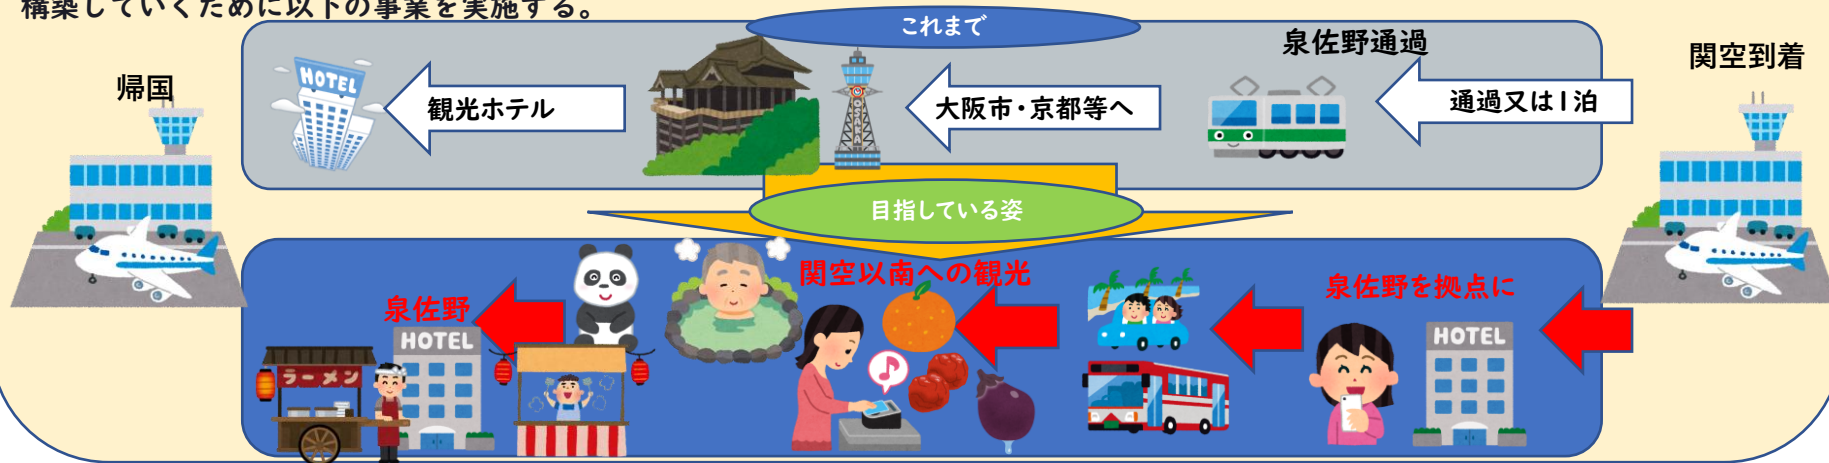 構築していくために以下の事業を実施する。
これまで
泉佐野通過
関空到着
帰国
HOTEL
観光ホテル
大阪市・京都等へ
通過又は1泊
目指している姿
関空以南への観光
泉佐野を拠点に
泉佐野
HOTEL
HOTEL
ラーメン